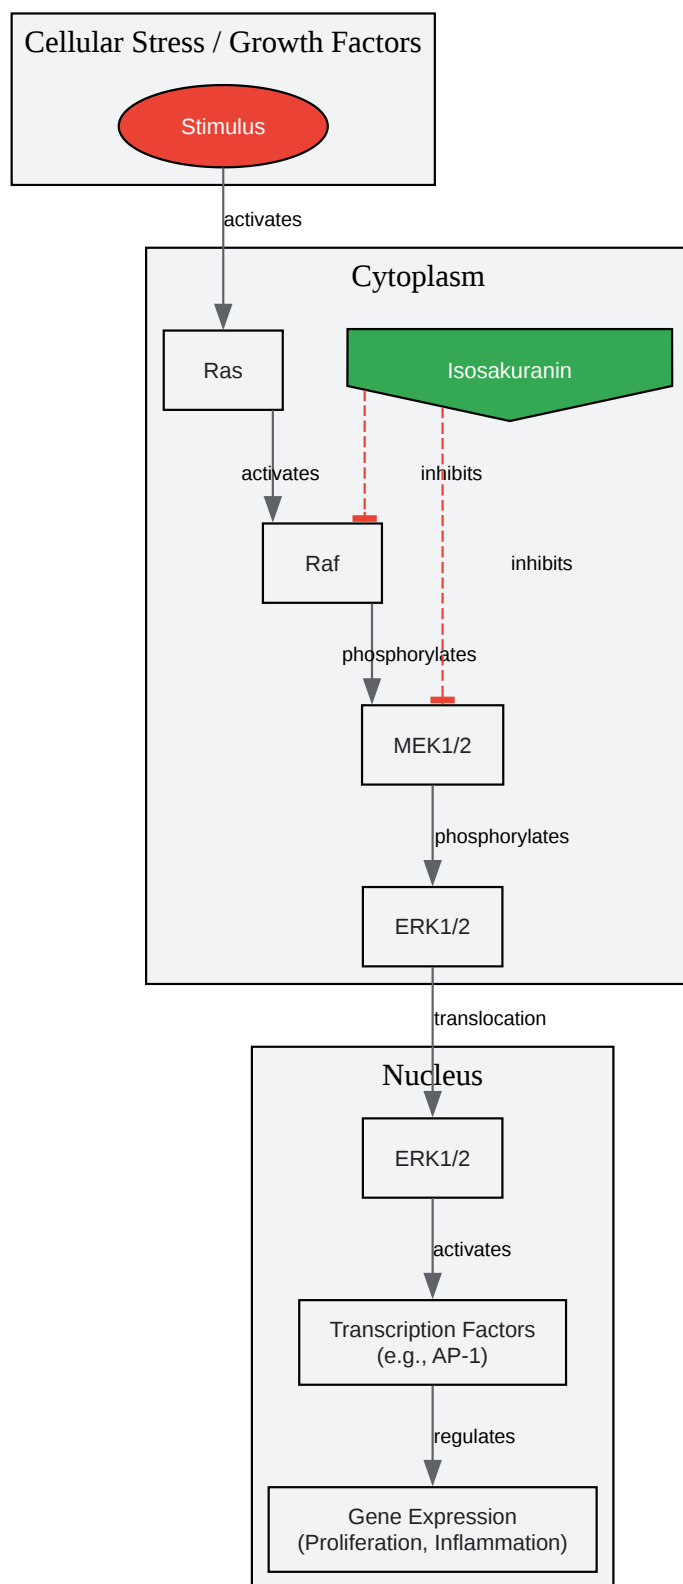 Cellular Stress / Growth Factors
Stimulus
activates
Cytoplasm
Ras
Isosakuranin
activates
inhibits
Raf
inhibits
phosphorylates
MEK1/2
phosphorylates
ERK1/2
translocation
Nucleus
ERK1/2
activates
Transcription Factors
(e.g., AP-1)
regulates
Gene Expression
(Proliferation, Inflammation)